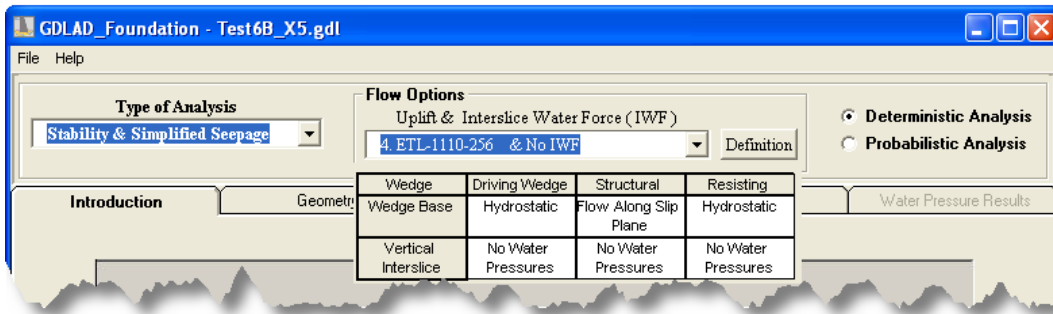 GDLAD_Foundation - Test6B_X5.gdl
File Help
Type of Analysis
Stability & Simplified Seepage
Flow Options
Uplift & Interslice Water Force ( IWF )
4. ETL-1110-256 & No IWF
Definition
Deterministic Analysis
Probabilistic Analysis
Introduction
Geometry
Water Pressure Results
Wedge Driving Wedge Structural Resisting
Wedge Base Hydrostatic Flow Along Slip Plane Hydrostatic
Vertical Interslice No Water Pressures No Water Pressures No Water Pressures